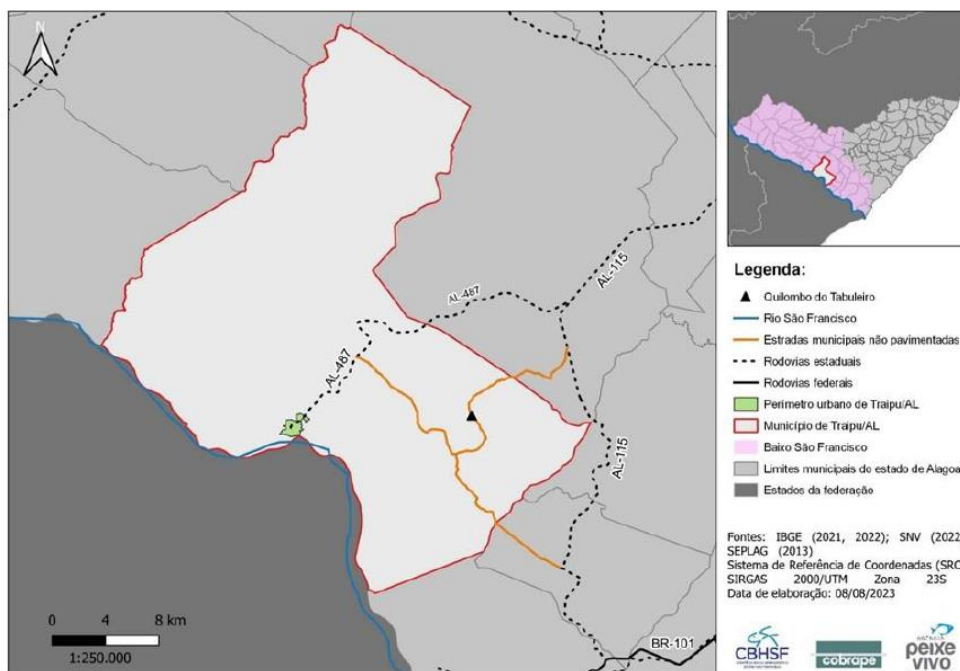 N
AL-115
AL-487
AL-487
AL-115
BR-101
0 4 8 km
1:250.000
Legenda:
Quilombo do Tabuleiro
Rio São Francisco
Estradas municipais não pavimentadas
Rodovias estaduais
Rodovias federais
Perímetro urbano de Traipu/AL
Município de Traipu/AL
Baixo São Francisco
Limites municipais do estado de Alagoa
Estados da federação
Fontes: IBGE (2021, 2022); SNV (2022
SEPLAG (2013)
Sistema de Referência de Coordenadas (SRC
SIRGAS 2000/UTM Zona 23S
Data de elaboração: 08/08/2023
CBHSF
cobrape
peixe
vivo